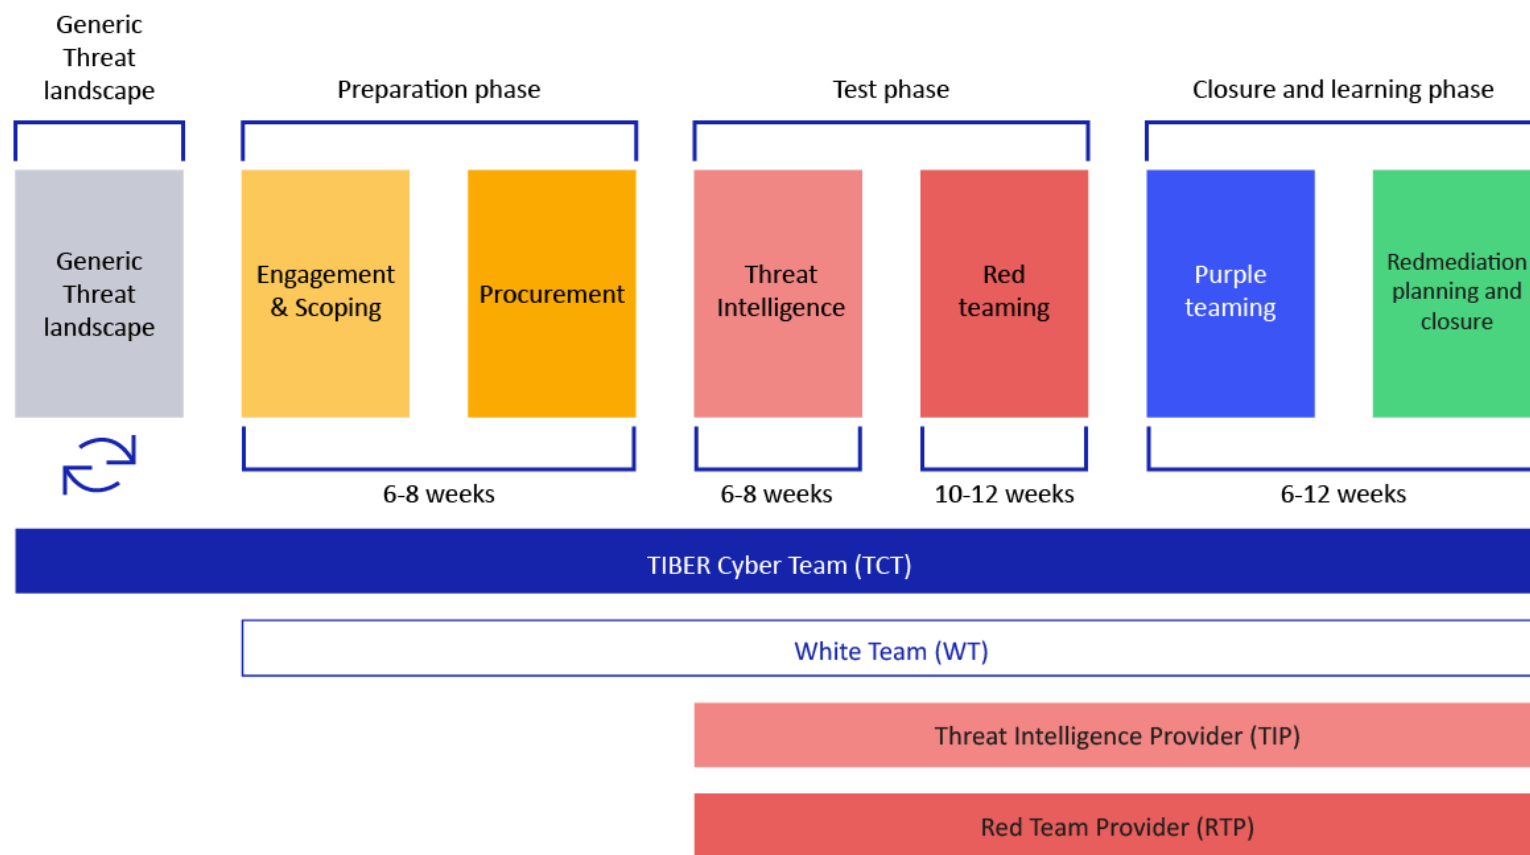 Generic
Threat
landscape
Preparation phase
Test phase
Closure and learning phase
Generic
Threat
landscape
Engagement
& Scoping
Procurement
Threat
Intelligence
Red
teaming
Purple
teaming
Redmediation
planning and
closure
6-8 weeks
6-8 weeks
10-12 weeks
6-12 weeks
TIBER Cyber Team (TCT)
White Team (WT)
Threat Intelligence Provider (TIP)
Red Team Provider (RTP)